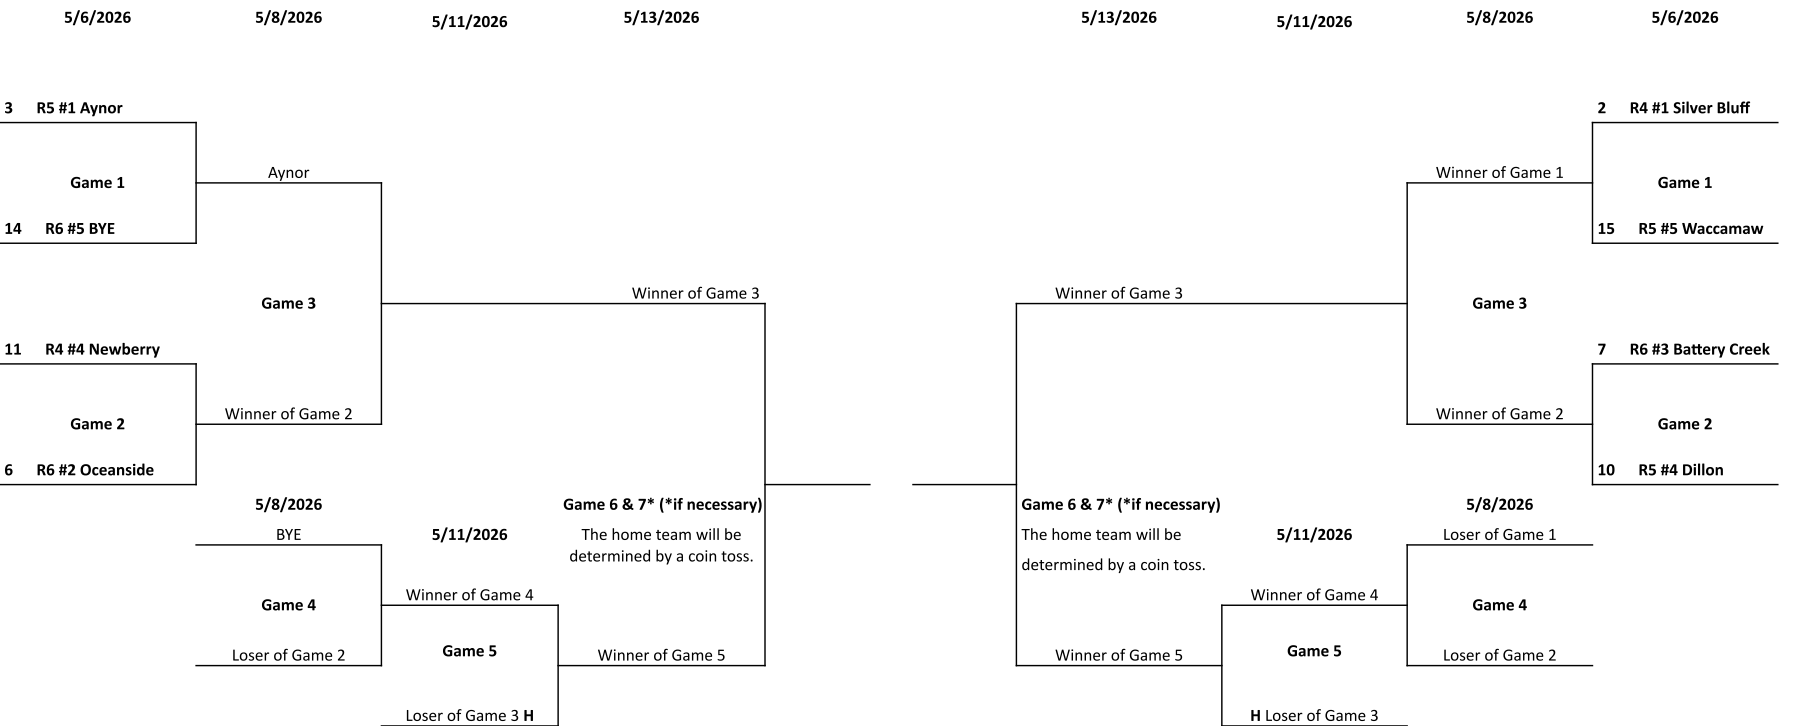 5/6/2026 5/8/2026 5/11/2026 5/13/2026 5/13/2026 5/11/2026 5/8/2026 5/6/2026
3 R5 #1 Aynor 2 R4 #1 Silver Bluff
Aynor Winner of Game 1
Game 1 Game 1
14 R6 #5 BYE 15 R5 #5 Waccamaw
Winner of Game 3 Winner of Game 3
Game 3 Game 3
11 R4 #4 Newberry 7 R6 #3 Battery Creek
Winner of Game 2 Winner of Game 2
Game 2 Game 2
6 R6 #2 Oceanside 10 R5 #4 Dillon
5/8/2026 Game 6 & 7* (*if necessary) Game 6 & 7* (*if necessary) 5/8/2026
BYE 5/11/2026 The home team will be The home team will be 5/11/2026 Loser of Game 1
determined by a coin toss. determined by a coin toss.
Winner of Game 4 Winner of Game 4
Game 4 Game 4
Loser of Game 2 Game 5 Winner of Game 5 Winner of Game 5 Game 5 Loser of Game 2
Loser of Game 3 H H Loser of Game 3